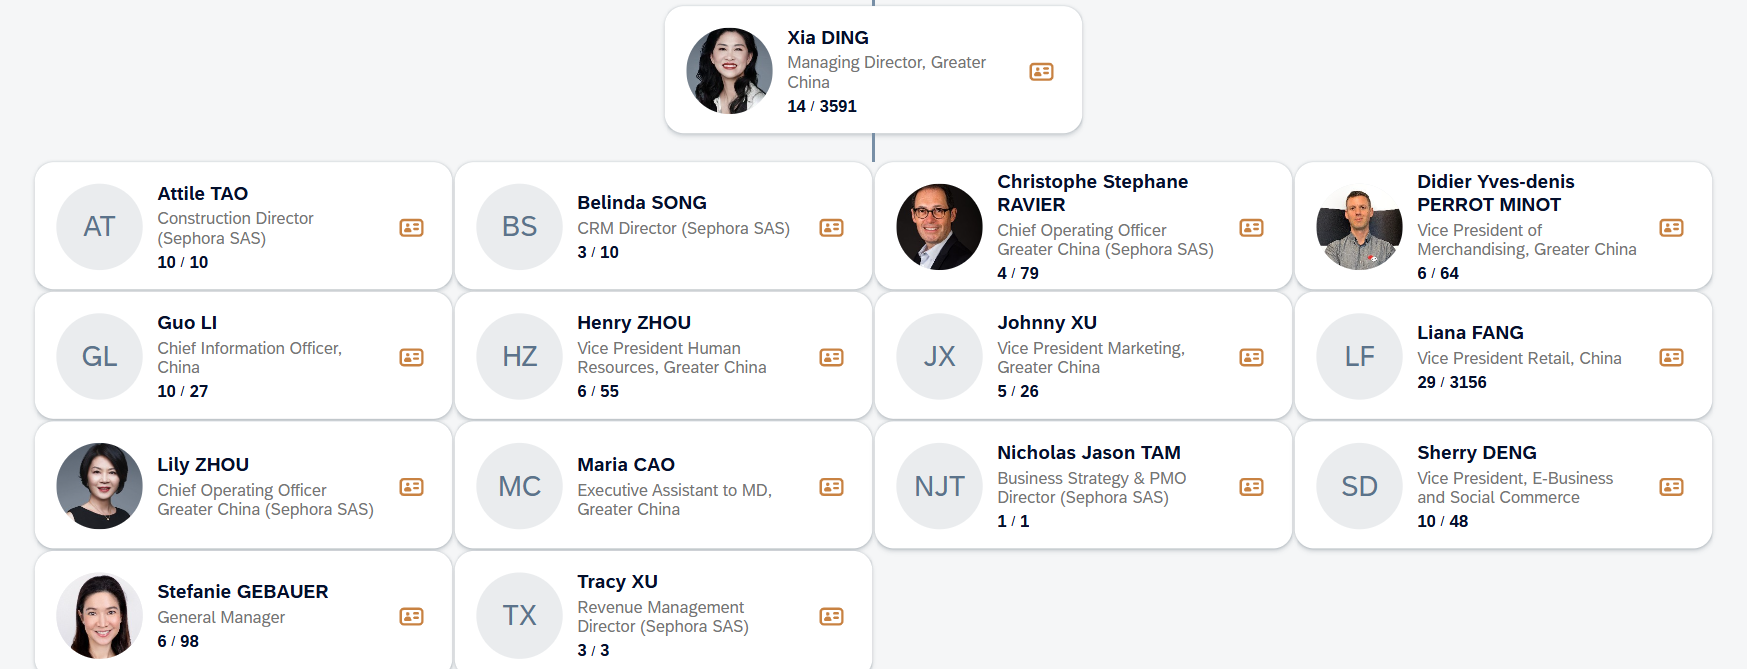 Xia DING
Managing Director, Greater
China
14 / 3591
AT
Attile TAO
Construction Director
(Sephora SAS)
10 / 10
BS
Belinda SONG
CRM Director (Sephora SAS)
3 / 10
Christophe Stephane
RAVIER
Chief Operating Officer
Greater China (Sephora SAS)
4 / 79
Didier Yves-denis
PERROT MINOT
Vice President of
Merchandising, Greater China
6 / 64
GL
Guo LI
Chief Information Officer,
China
10 / 27
HZ
Henry ZHOU
Vice President Human
Resources, Greater China
6 / 55
JX
Johnny XU
Vice President Marketing,
Greater China
5 / 26
LF
Liana FANG
Vice President Retail, China
29 / 3156
Lily ZHOU
Chief Operating Officer
Greater China (Sephora SAS)
MC
Maria CAO
Executive Assistant to MD,
Greater China
NJT
Nicholas Jason TAM
Business Strategy & PMO
Director (Sephora SAS)
1 / 1
SD
Sherry DENG
Vice President, E-Business
and Social Commerce
10 / 48
Stefanie GEBAUER
General Manager
6 / 98
TX
Tracy XU
Revenue Management
Director (Sephora SAS)
3 / 3